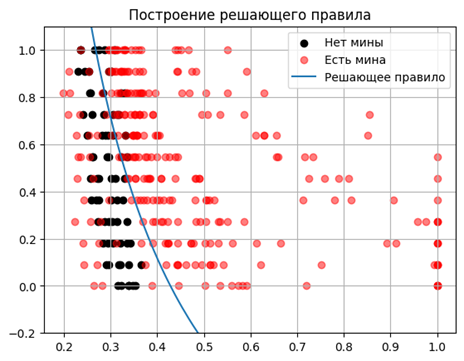 Построение решающего правила
Нет мины
Есть мина
Решающее правило
1.0
0.8
0.6
0.4
0.2
0.0
−0.2
0.2 0.3 0.4 0.5 0.6 0.7 0.8 0.9 1.0